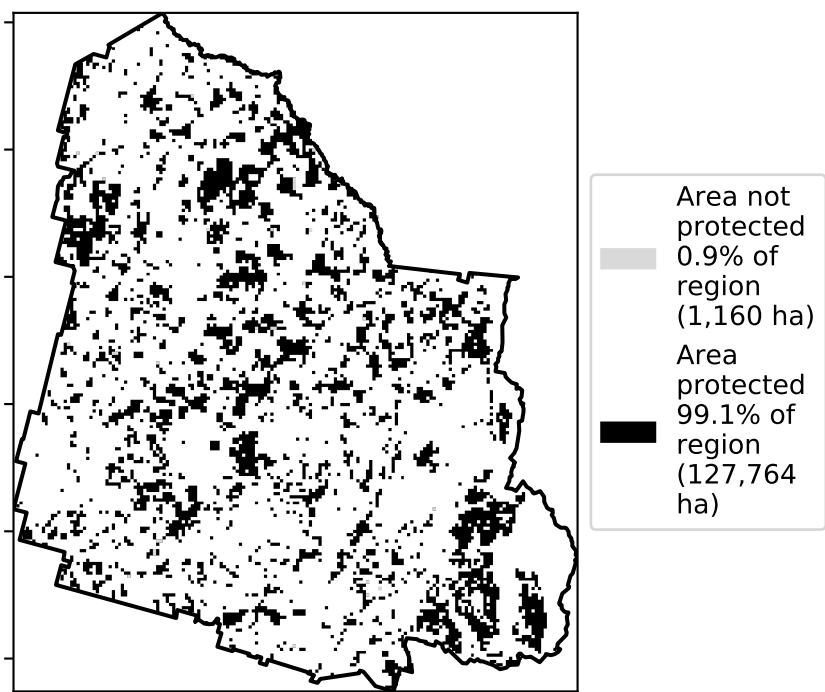 Area not
protected
0.9% of
region
(1,160 ha)
Area
protected
99.1% of
region
(127,764
ha)